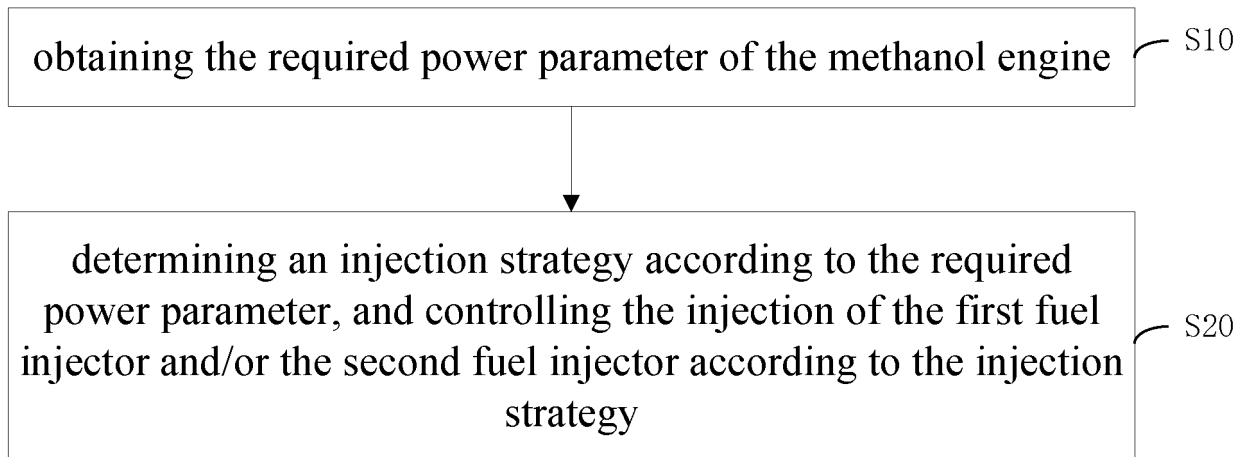 obtaining the required power parameter of the methanol engine
S10
determining an injection strategy according to the required
power parameter, and controlling the injection of the first fuel
injector and/or the second fuel injector according to the injection
strategy
S20